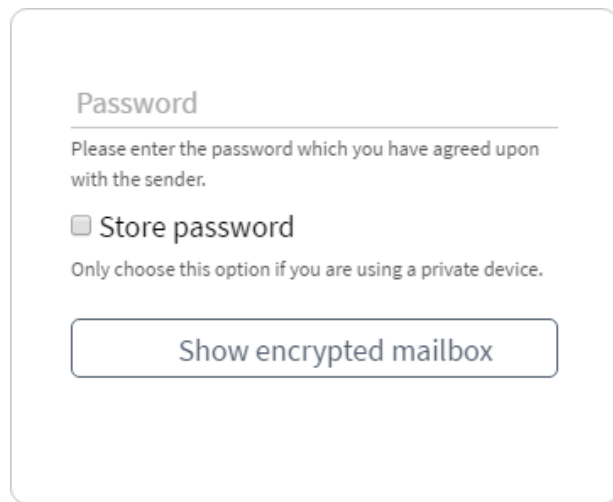 Password
Please enter the password which you have agreed upon
with the sender.
Store password
Only choose this option if you are using a private device.
Show encrypted mailbox